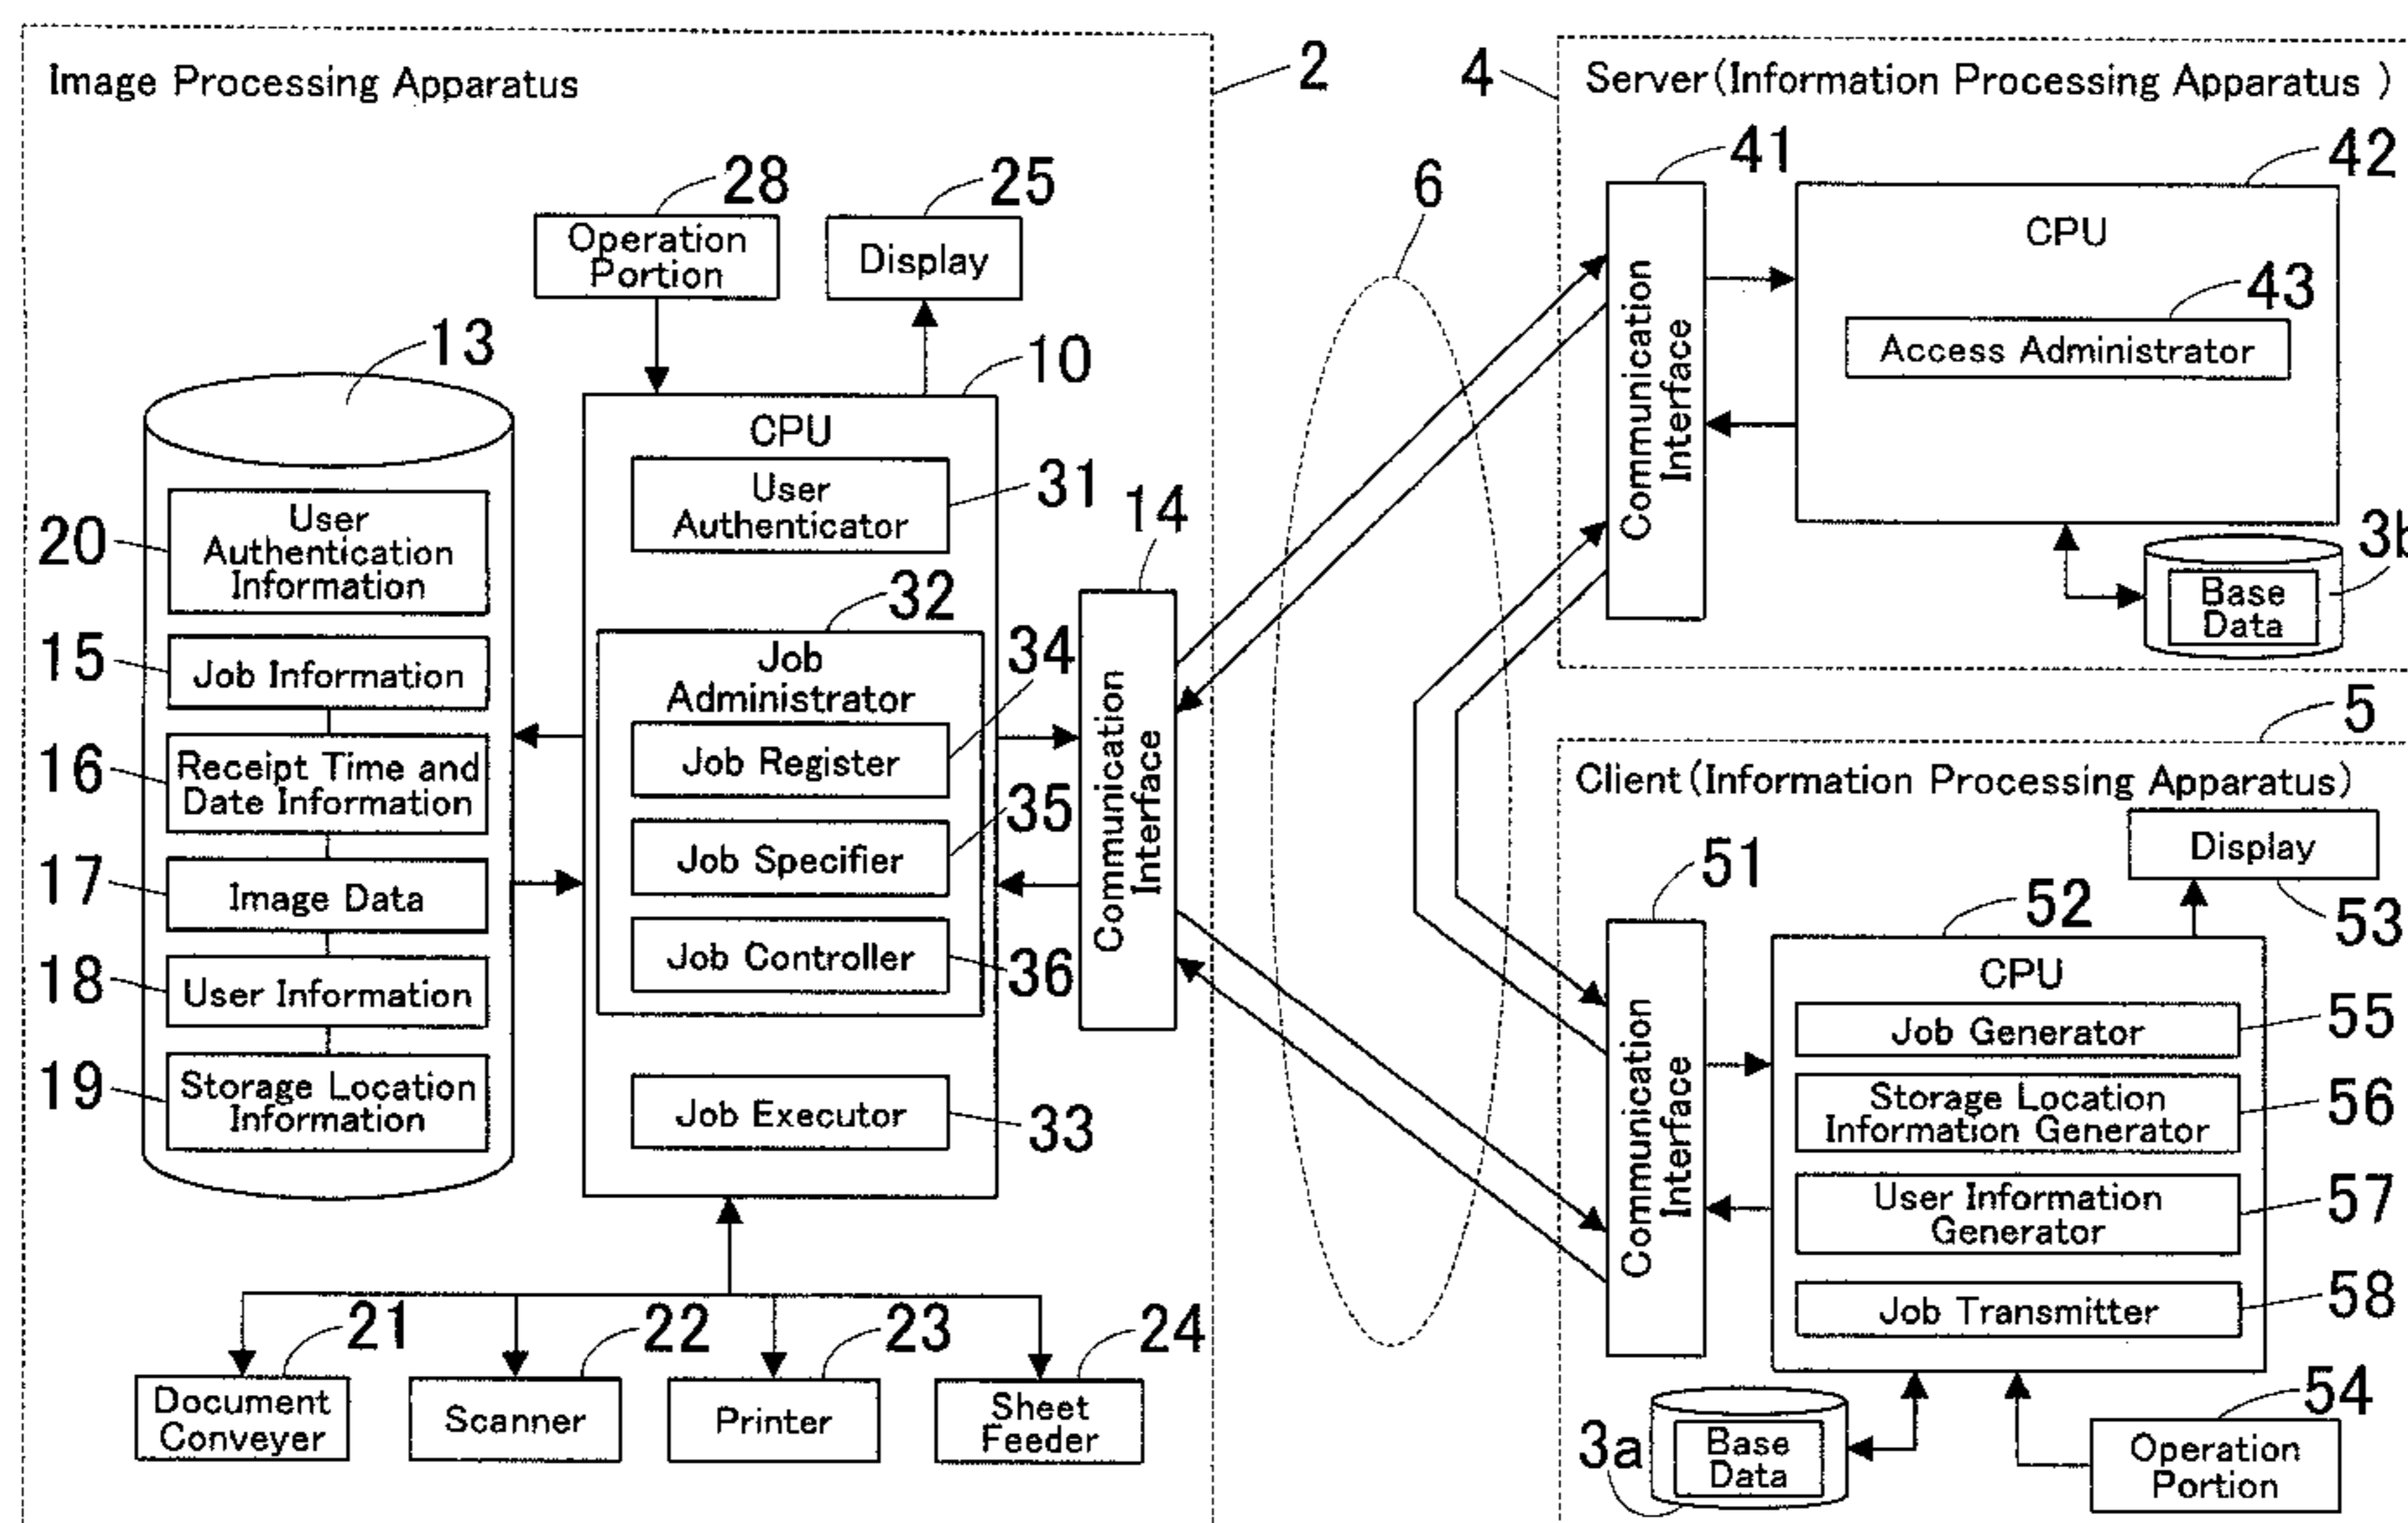 Image Processing Apparatus
2
28
25
Operation
Portion
Display
13
10
CPU
User
Authenticator
31
14
20
User
Authentication
Information
32
15
Job Information
Job
Administrator
34
16
Receipt Time and
Date Information
Job Register
35
17
Image Data
Job Specifier
18
User Information
Job Controller
36
19
Storage Location
Information
Job Executor
33
Communication
Interface
21
22
23
24
Document
Conveyer
Scanner
Printer
Sheet
Feeder
6
4
Server(Information Processing Apparatus )
41
42
Communication
Interface
CPU
43
Access Administrator
3b
Base
Data
5
Client(Information Processing Apparatus)
Display
53
51
52
Communication
Interface
CPU
Job Generator
55
Storage Location
Information Generator
56
User Information
Generator
57
Job Transmitter
58
3a
Base
Data
54
Operation
Portion